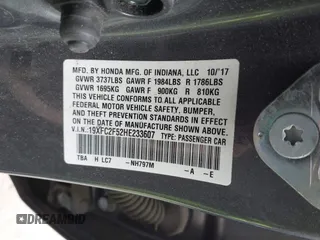 MFD. BY HONDA MFG. OF INDIANA, LLC 10/'17
GVWR 3737LBS GAWR F 1984LBS R 1786LBS
GVWR 1695KG GAWR F 900KG R 810KG
THIS VEHICLE CONFORMS TO ALL APPLICABLE
FEDERAL MOTOR VEHICLE SAFETY, BUMPER,
AND THEFT PREVENTION STANDARDS IN EFFECT
ON THE DATE OF MANUFACTURE SHOWN ABOVE.
V.I.N.: 19XFC2F52HE233607 TYPE: PASSENGER CAR
TBA H LC7 -NH797M -A -E
AUTOBIDCAR